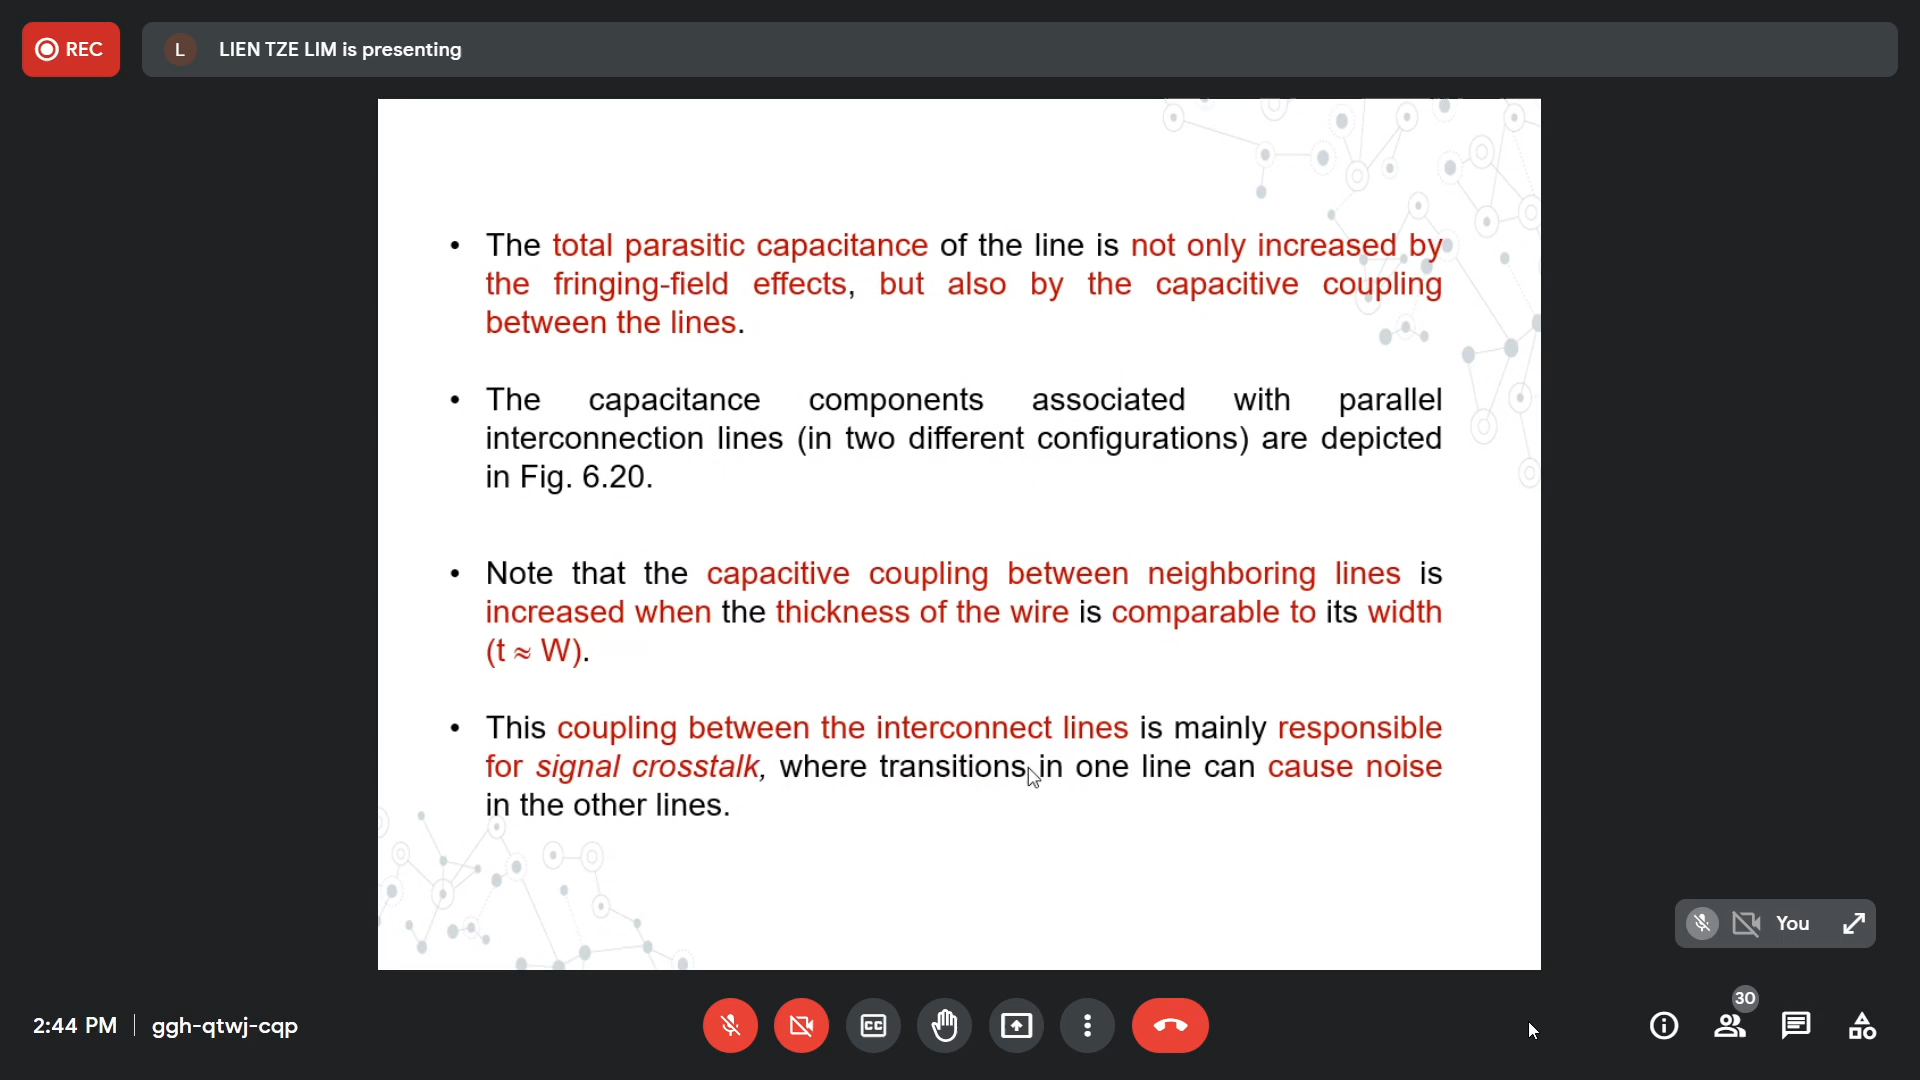 REC
L
LIEN TZE LIM is presenting
• The total parasitic capacitance of the line is not only increased by
the fringing-field effects, but also by the capacitive coupling
between the lines.
• The capacitance components associated with parallel
interconnection lines (in two different configurations) are depicted
in Fig. 6.20.
• Note that the capacitive coupling between neighboring lines is
increased when the thickness of the wire is comparable to its width
(t ≈ W).
• This coupling between the interconnect lines is mainly responsible
for signal crosstalk, where transitions in one line can cause noise
in the other lines.
You
2:44 PM | ggh-qtwj-cqp
CC
30